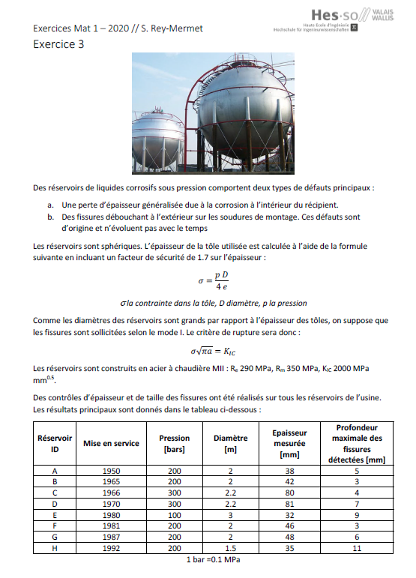 Hes·so// VALAIS
WALLIS
Haute Ecole d'Ingénierie
Hochschule für Ingenieurwissenschaften
Exercices Mat 1 – 2020 // S. Rey-Mermet
Exercice 3
Des réservoirs de liquides corrosifs sous pression comportent deux types de défauts principaux :
a. Une perte d'épaisseur généralisée due à la corrosion à l'intérieur du récipient.
b. Des fissures débouchant à l'extérieur sur les soudures de montage. Ces défauts sont
d'origine et n'évoluent pas avec le temps
Les réservoirs sont sphériques. L'épaisseur de la tôle utilisée est calculée à l'aide de la formule
suivante en incluant un facteur de sécurité de 1.7 sur l'épaisseur :
σ = p D / 4 e
σ la contrainte dans la tôle, D diamètre, p la pression
Comme les diamètres des réservoirs sont grands par rapport à l'épaisseur des tôles, on suppose que
les fissures sont sollicitées selon le mode I. Le critère de rupture sera donc :
σ√πa = K_IC
Les réservoirs sont construits en acier à chaudière MII : Rₑ 290 MPa, Rₘ 350 MPa, K_IC 2000 MPa
mm^0.5.
Des contrôles d'épaisseur et de taille des fissures ont été réalisés sur tous les réservoirs de l'usine.
Les résultats principaux sont donnés dans le tableau ci-dessous :
Réservoir ID Mise en service Pression [bars] Diamètre [m] Epaisseur mesurée [mm] Profondeur maximale des fissures détectées [mm]
A 1950 200 2 38 5
B 1965 200 2 42 3
C 1966 300 2.2 80 4
D 1970 300 2.2 81 7
E 1980 100 3 32 9
F 1981 200 2 46 3
G 1987 200 2 48 6
H 1992 200 1.5 35 11
1 bar =0.1 MPa